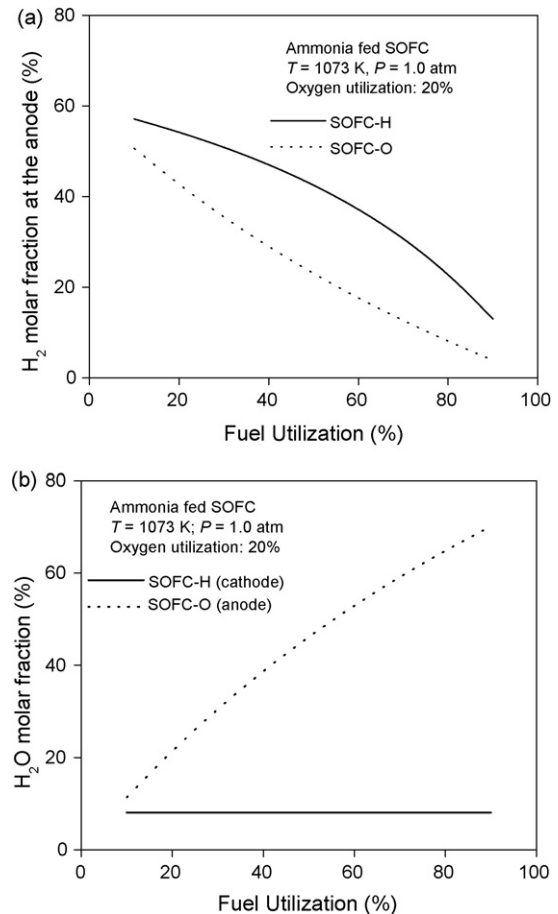 (a)
80
60
40
20
0
H₂ molar fraction at the anode (%)
Ammonia fed SOFC
T = 1073 K, P = 1.0 atm
Oxygen utilization: 20%
SOFC-H
SOFC-O
0 20 40 60 80 100
Fuel Utilization (%)
(b)
80
60
40
20
0
H₂O molar fraction (%)
Ammonia fed SOFC
T = 1073 K; P = 1.0 atm
Oxygen utilization: 20%
SOFC-H (cathode)
SOFC-O (anode)
0 20 40 60 80 100
Fuel Utilization (%)